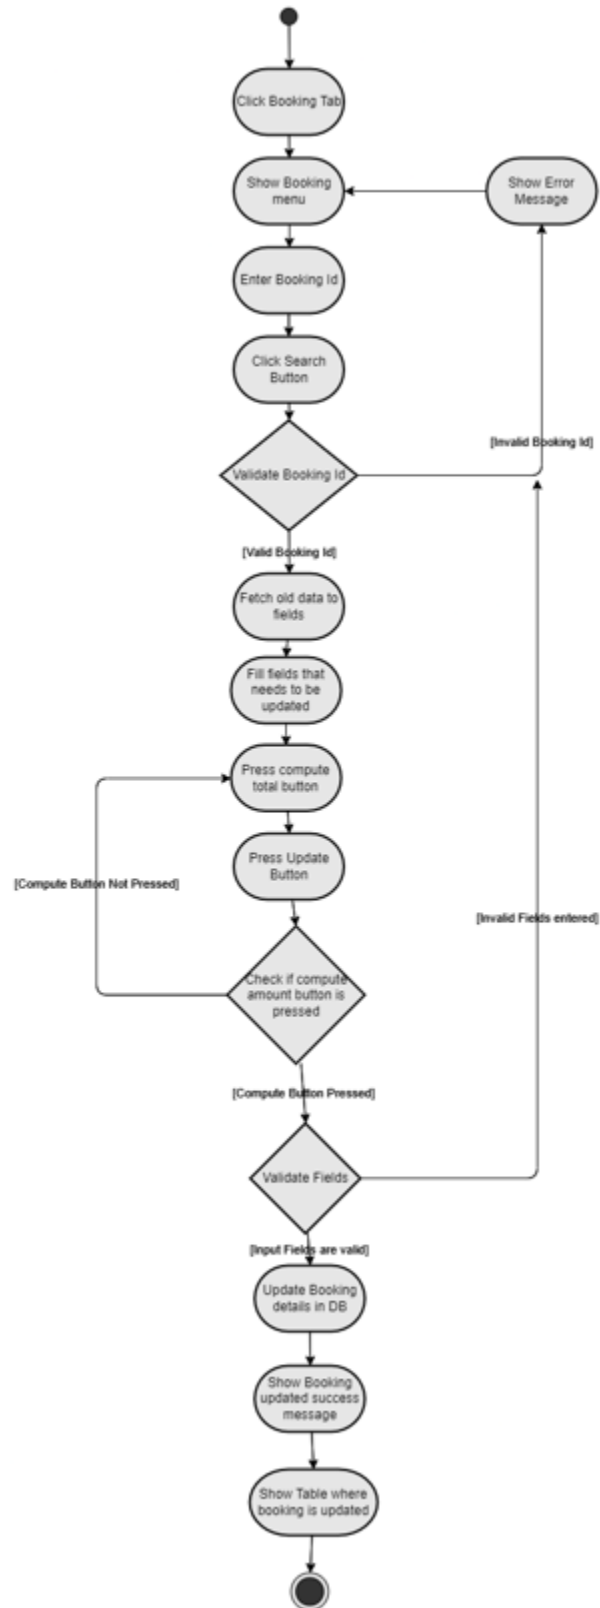 Click Booking Tab
Show Booking
menu
Show Error
Message
Enter Booking Id
Click Search
Button
[Invalid Booking Id]
Validate Booking Id
[Valid Booking Id]
Fetch old data to
fields
Fill fields that
needs to be
updated
Press compute
total button
Press Update
Button
[Compute Button Not Pressed]
[Invalid Fields entered]
Check if compute
amount button is
pressed
[Compute Button Pressed]
Validate Fields
[Input Fields are valid]
Update Booking
details in DB
Show Booking
updated success
message
Show Table where
booking is updated